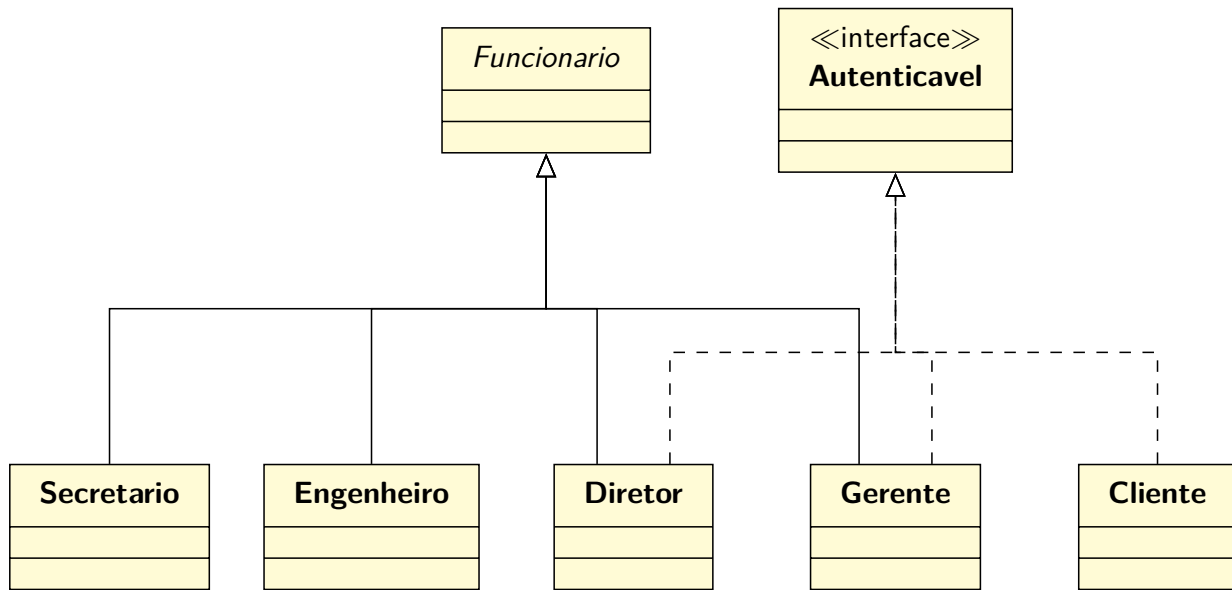 Funcionario
≪interface≫
Autenticavel
Secretario
Engenheiro
Diretor
Gerente
Cliente